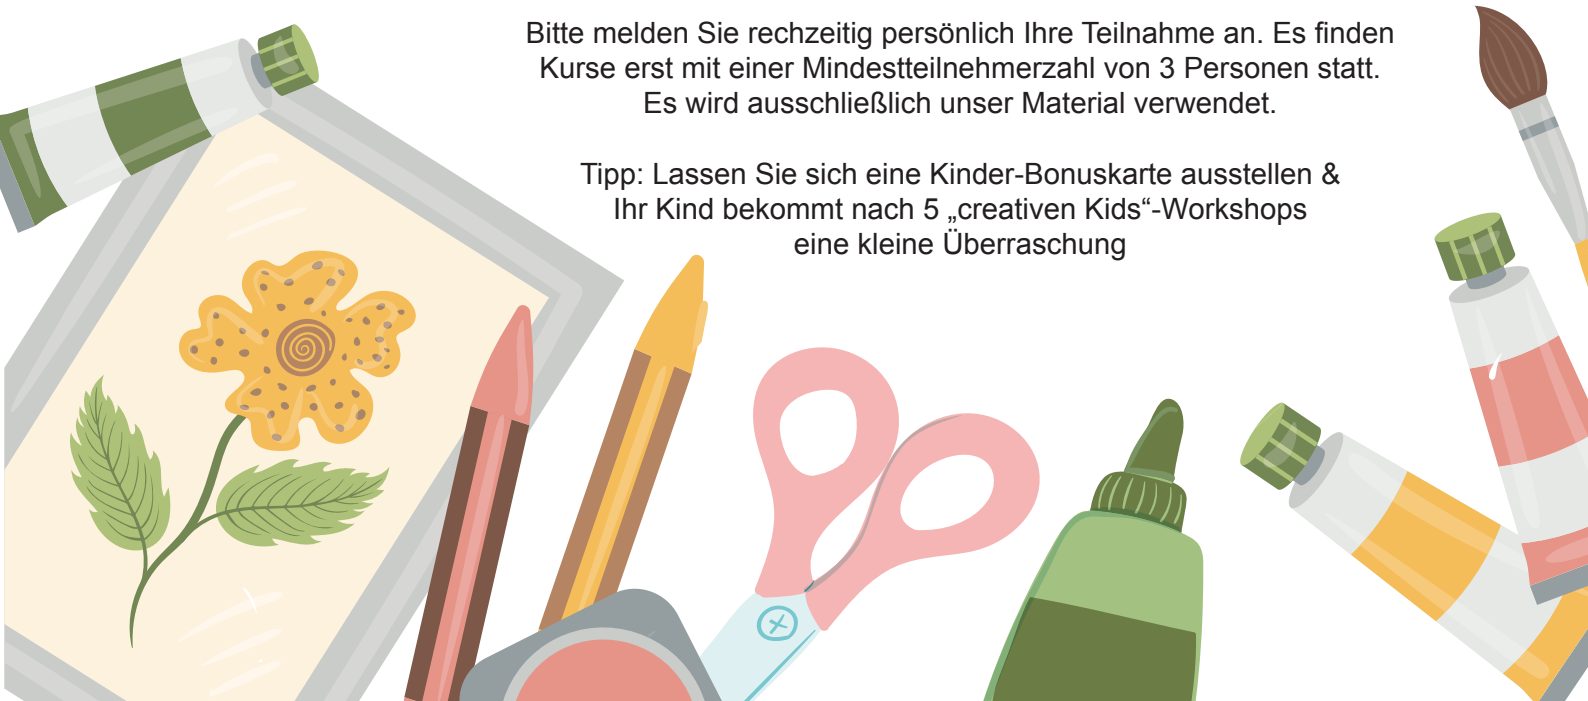 Bitte melden Sie rechzeitig persönlich Ihre Teilnahme an. Es finden
Kurse erst mit einer Mindestteilnehmerzahl von 3 Personen statt.
Es wird ausschließlich unser Material verwendet.
Tipp: Lassen Sie sich eine Kinder-Bonuskarte ausstellen &
Ihr Kind bekommt nach 5 „creativen Kids“-Workshops
eine kleine Überraschung